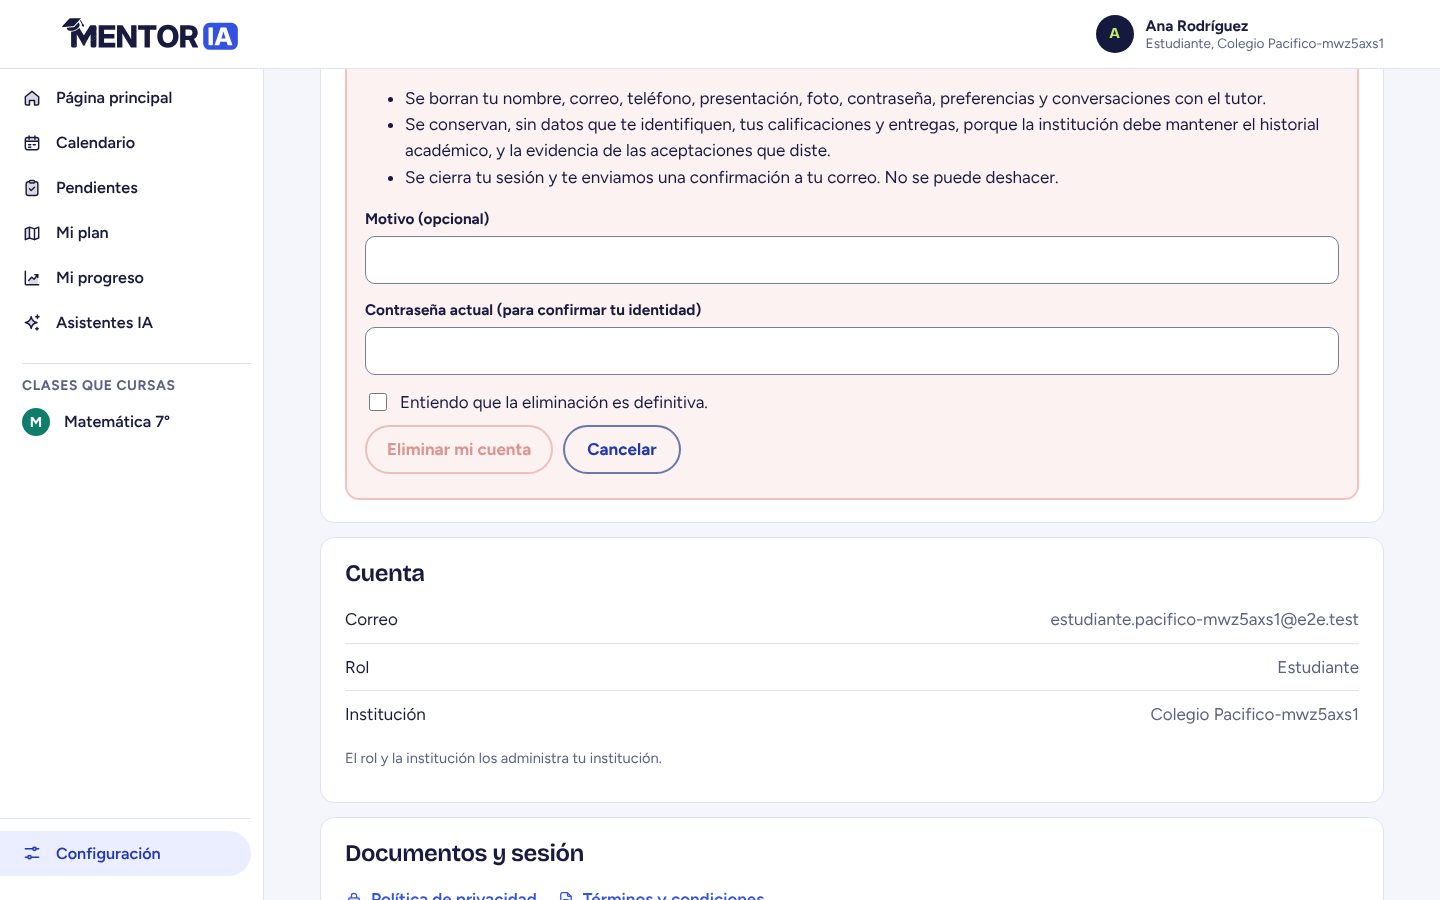 MENTOR IA
A
Ana Rodríguez
Estudiante, Colegio Pacifico-mwz5axs1
Página principal
Calendario
Pendientes
Mi plan
Mi progreso
Asistentes IA
CLASES QUE CURSAS
M
Matemática 7°
Configuración
Se borran tu nombre, correo, teléfono, presentación, foto, contraseña, preferencias y conversaciones con el tutor.
Se conservan, sin datos que te identifiquen, tus calificaciones y entregas, porque la institución debe mantener el historial
académico, y la evidencia de las aceptaciones que diste.
Se cierra tu sesión y te enviamos una confirmación a tu correo. No se puede deshacer.
Motivo (opcional)
Contraseña actual (para confirmar tu identidad)
Entiendo que la eliminación es definitiva.
Eliminar mi cuenta
Cancelar
Cuenta
Correo
estudiante.pacifico-mwz5axs1@e2e.test
Rol
Estudiante
Institución
Colegio Pacifico-mwz5axs1
El rol y la institución los administra tu institución.
Documentos y sesión
Política de privacidad
Términos y condiciones